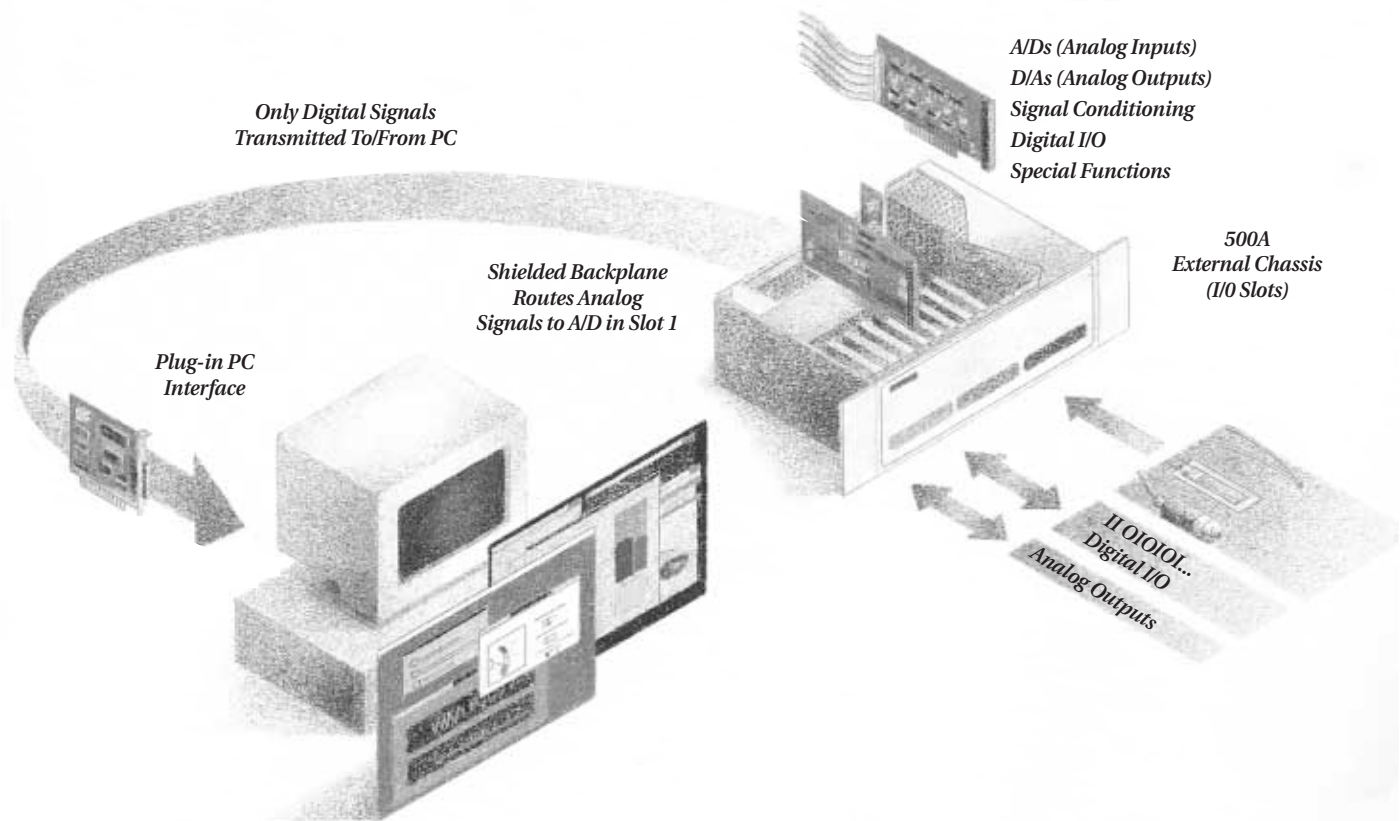 A/Ds (Analog Inputs)
D/As (Analog Outputs)
Signal Conditioning
Digital I/O
Special Functions
Only Digital Signals
Transmitted To/From PC
500A
External Chassis
(I/0 Slots)
Shielded Backplane
Routes Analog
Signals to A/D in Slot 1
Plug-in PC
Interface
II OIOIOI...
Digital I/O
Analog Outputs